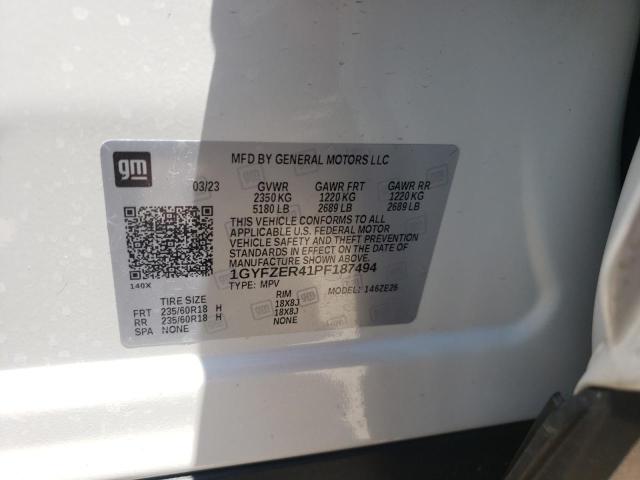 gm
MFD BY GENERAL MOTORS LLC
03/23 GVWR GAWR FRT GAWR RR
2350 KG 1220 KG 1220 KG
5180 LB 2689 LB 2689 LB
THIS VEHICLE CONFORMS TO ALL
APPLICABLE U.S. FEDERAL MOTOR
VEHICLE SAFETY AND THEFT PREVENTION
STANDARDS IN EFFECT ON THE DATE OF
MANUFACTURE SHOWN ABOVE.
1GYFZER41PF187494
140X
TYPE: MPV MODEL: 146ZE26
TIRE SIZE RIM
FRT 235/60R18 H 18X8J
RR 235/60R18 H 18X8J
SPA NONE NONE